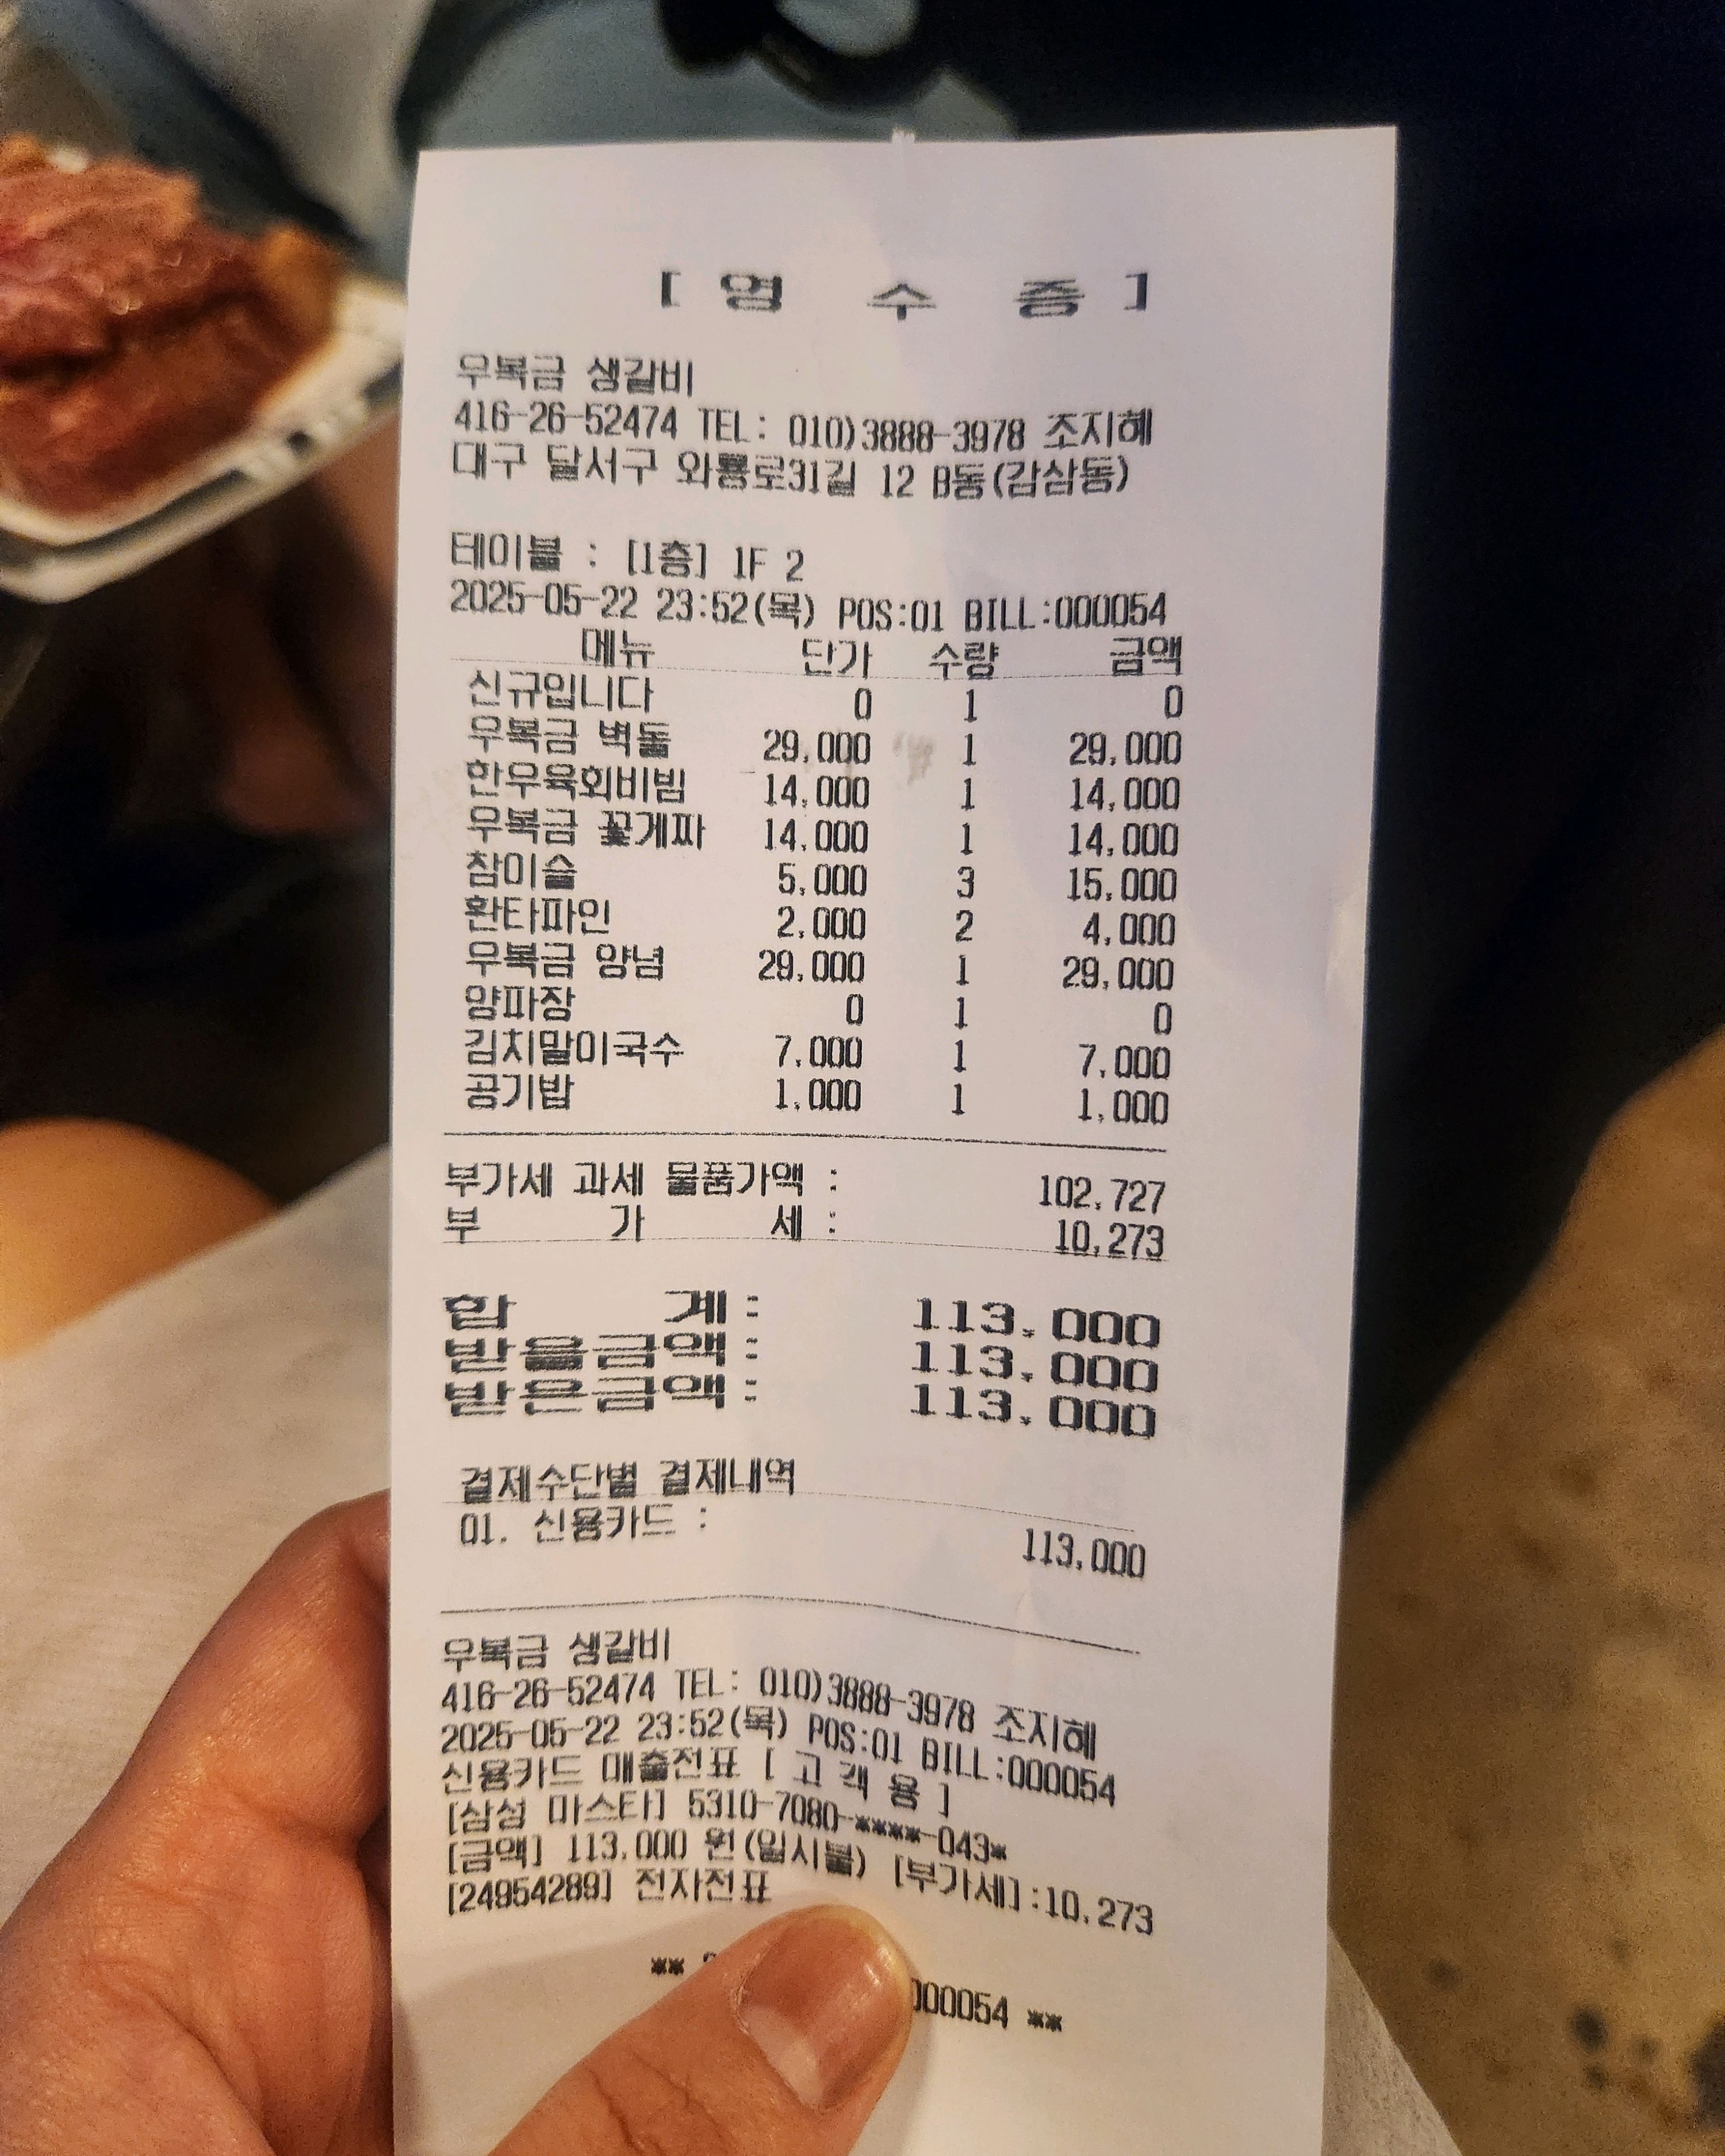 [ 영 수 증 ]
우복금 생갈비
416-26-52474 TEL: 010)3888-3978 조지혜
대구 달서구 와룡로31길 12 B동(감삼동)
테이블 : [1층] 1F 2
2025-05-22 23:52(목) POS:01 BILL:000054
메뉴 단가 수량 금액
신규입니다 0 1 0
우복금 벽돌 29,000 1 29,000
한우육회비빔 14,000 1 14,000
우복금 꽃게짜 14,000 1 14,000
참이슬 5,000 3 15,000
환타파인 2,000 2 4,000
우복금 양념 29,000 1 29,000
양파장 0 1 0
김치말이국수 7,000 1 7,000
공기밥 1,000 1 1,000
부가세 과세 물품가액 : 102,727
부 가 세 : 10,273
합 계: 113,000
받을금액: 113,000
받은금액: 113,000
결제수단별 결제내역
01. 신용카드 : 113,000
우복금 생갈비
416-26-52474 TEL: 010)3888-3978 조지혜
2025-05-22 23:52(목) POS:01 BILL:000054
신용카드 매출전표 [ 고 객 용 ]
[삼성 마스타] 5310-7080-****-043*
[금액] 113,000 원(일시불) [부가세]:10,273
[24954289] 전자전표
** 000054 **